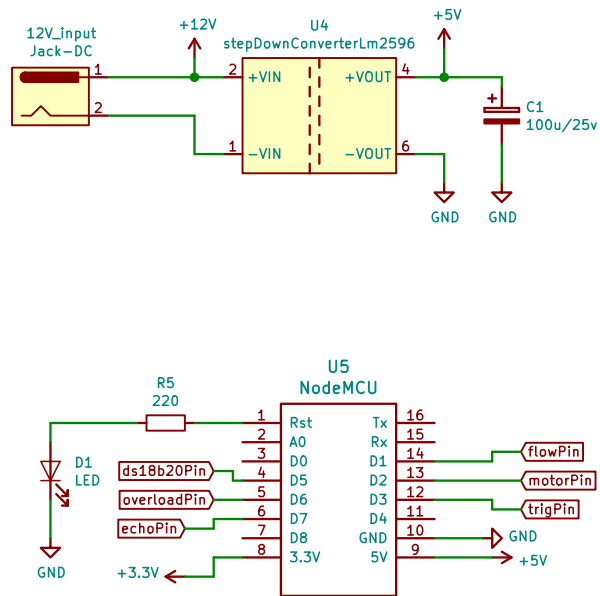 12V_input
Jack-DC
1
2
+12V
U4
stepDownConverterLm2596
2 +VIN
1 -VIN
+VOUT 4
-VOUT 6
+5V
+
C1
100u/25v
GND
GND
U5
NodeMCU
R5
220
D1
LED
GND
1 Rst
2 A0
3 D0
ds18b20Pin 4 D5
overloadPin 5 D6
echoPin 6 D7
7 D8
+3.3V 8 3.3V
Tx 16
Rx 15
D1 14 flowPin
D2 13 motorPin
D3 12 trigPin
D4 11
GND 10 GND
5V 9 +5V